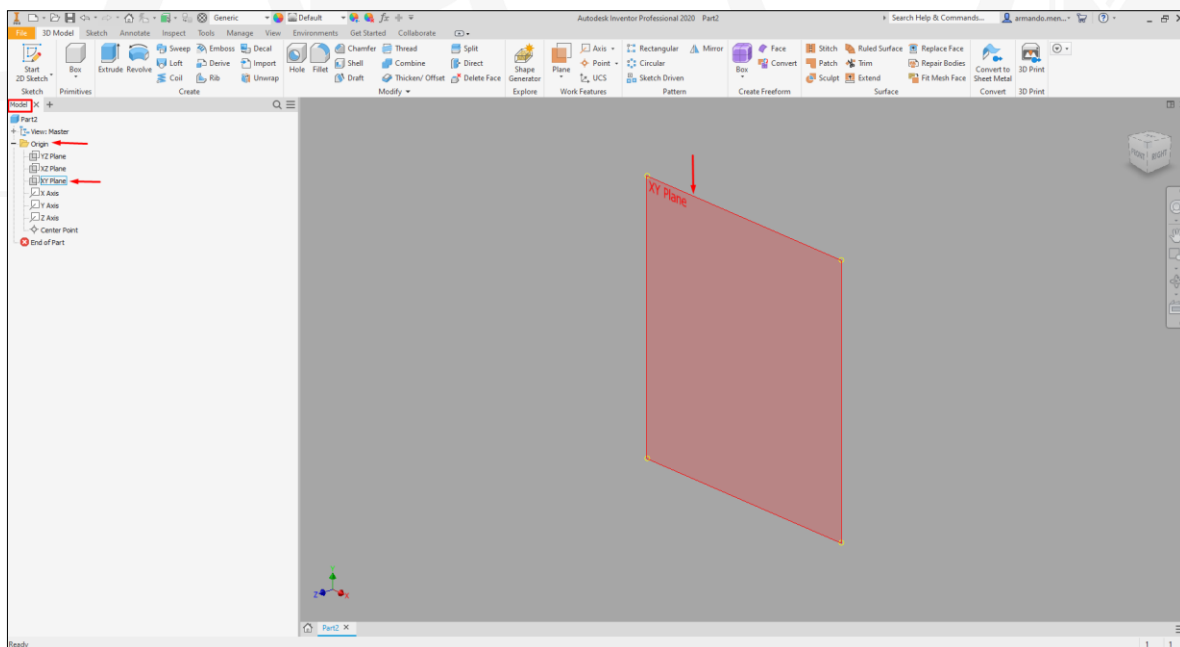 Generic Default Autodesk Inventor Professional 2020 Part2 Search Help & Commands... armando.men...
File 3D Model Sketch Annotate Inspect Tools Manage View Environments Get Started Collaborate
Start
2D Sketch
Box
Extrude
Revolve
Sweep Emboss Decal
Loft Derive Import
Coil Rib Unwrap
Hole
Fillet
Chamfer Thread Split
Shell Combine Direct
Draft Thicken/ Offset Delete Face
Shape
Generator
Plane
Axis
Point
UCS
Rectangular Mirror
Circular
Sketch Driven
Box
Face
Convert
Stitch Ruled Surface Replace Face
Patch Trim Repair Bodies
Sculpt Extend Fit Mesh Face
Convert to
Sheet Metal
3D Print
Sketch Primitives Create Modify Explore Work Features Pattern Create Freeform Surface Convert 3D Print
Model
Part2
View: Master
Origin
YZ Plane
XZ Plane
XY Plane
X Axis
Y Axis
Z Axis
Center Point
End of Part
XY Plane
FRONT RIGHT
Y
Z X
Part2
Ready 1 1